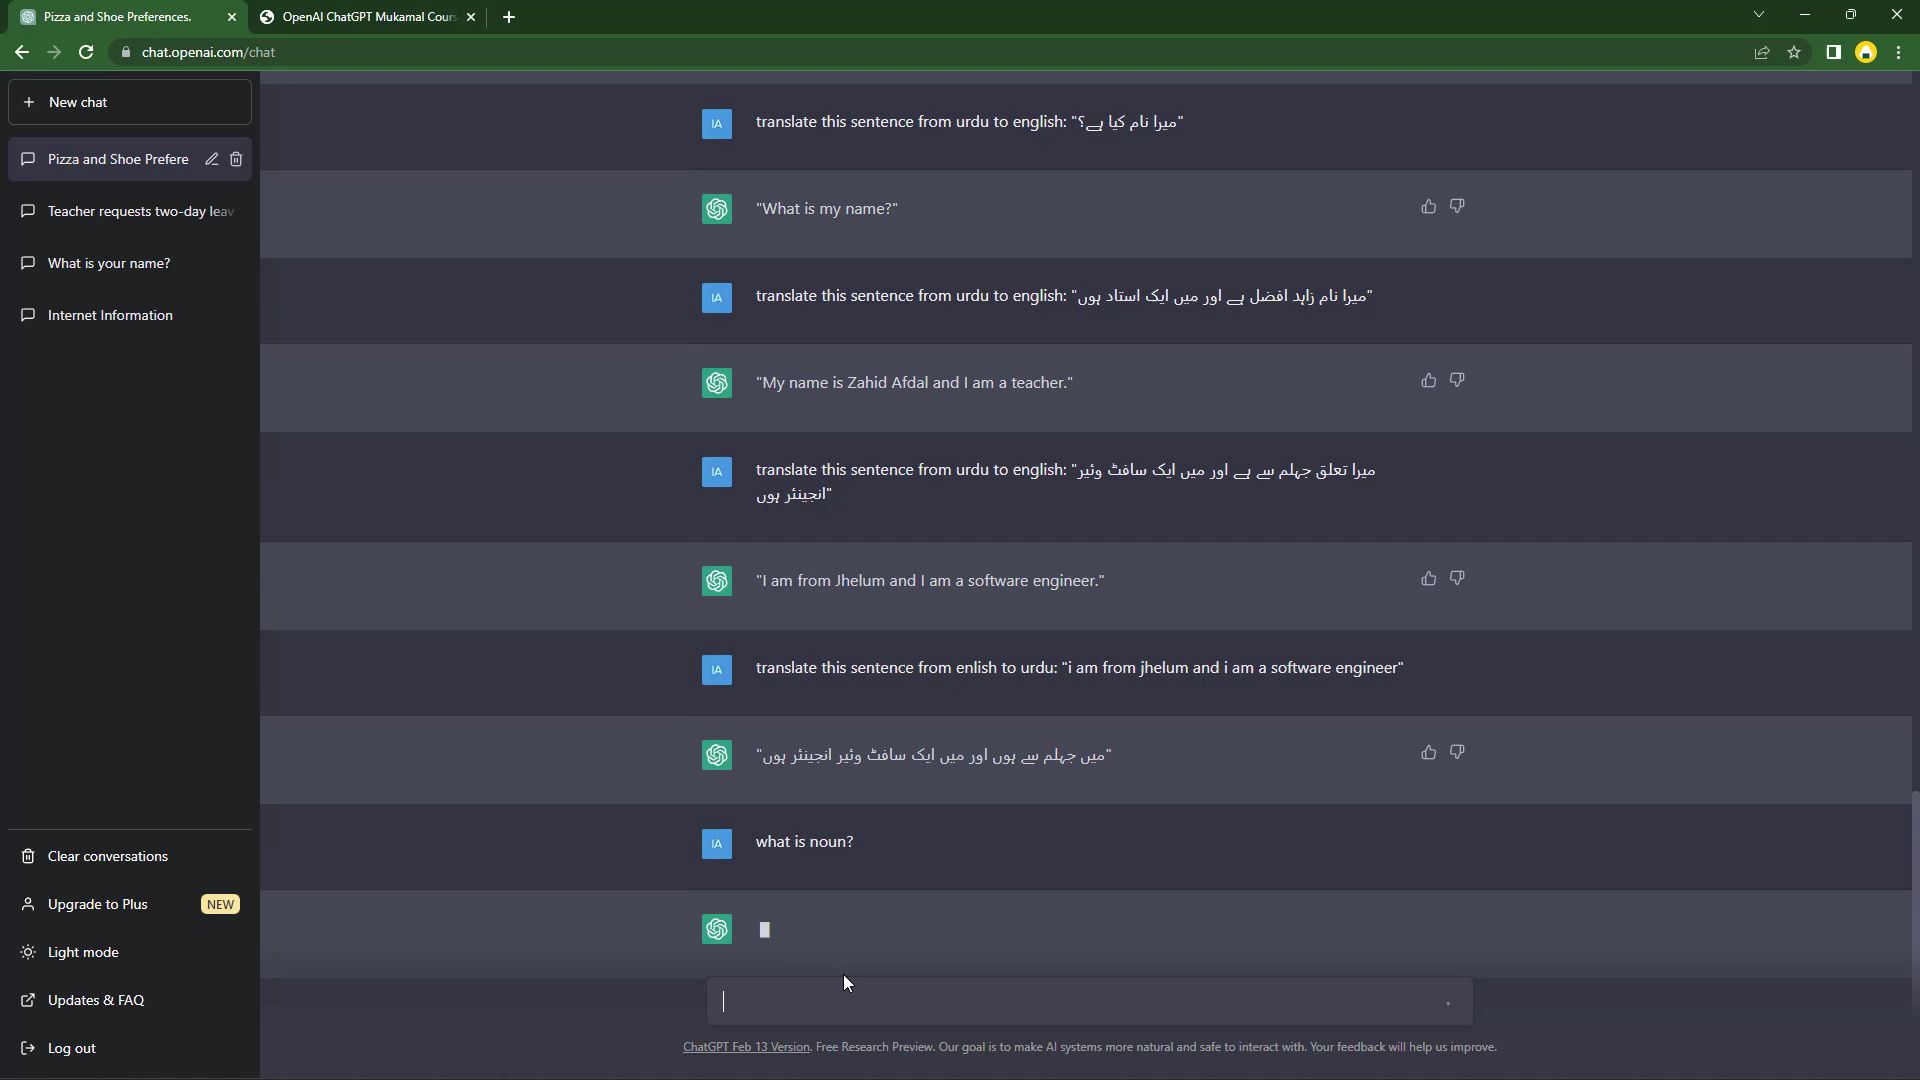 Pizza and Shoe Preferences.
OpenAI ChatGPT Mukamal Cours
chat.openai.com/chat
New chat
Pizza and Shoe Prefere
Teacher requests two-day leav
What is your name?
Internet Information
IA
translate this sentence from urdu to english: "میرا نام کیا ہے؟"
"What is my name?"
IA
translate this sentence from urdu to english: "میرا نام زاہد افضل ہے اور میں ایک استاد ہوں"
"My name is Zahid Afdal and I am a teacher."
IA
translate this sentence from urdu to english: "میرا تعلق جہلم سے ہے اور میں ایک سافٹ وئیر
انجینئر ہوں"
"I am from Jhelum and I am a software engineer."
IA
translate this sentence from enlish to urdu: "i am from jhelum and i am a software engineer"
"میں جہلم سے ہوں اور میں ایک سافٹ وئیر انجینئر ہوں"
IA
what is noun?
Clear conversations
Upgrade to Plus NEW
Light mode
Updates & FAQ
Log out
ChatGPT Feb 13 Version. Free Research Preview. Our goal is to make AI systems more natural and safe to interact with. Your feedback will help us improve.